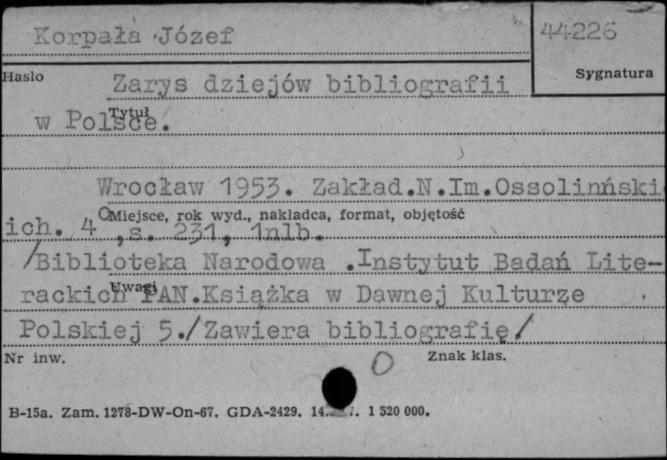 Korpała Józef
44226
Hasło
Sygnatura
Zarys dziejów bibliografii
Tytuł
w Polsce.
Wrocław 1953. Zakład.N.Im.Ossolinński
Miejsce, rok wyd., nakładca, format, objętość
ich. 4°,s. 231, 1nlb.
/Biblioteka Narodowa .Instytut Badań Lite-
Uwagi
rackich PAN.Książka w Dawnej Kulturze
Polskiej 5./Zawiera bibliografię/
Nr inw.
O
Znak klas.
B-15a. Zam. 1278-DW-On-67. GDA-2429. 1 520 000.